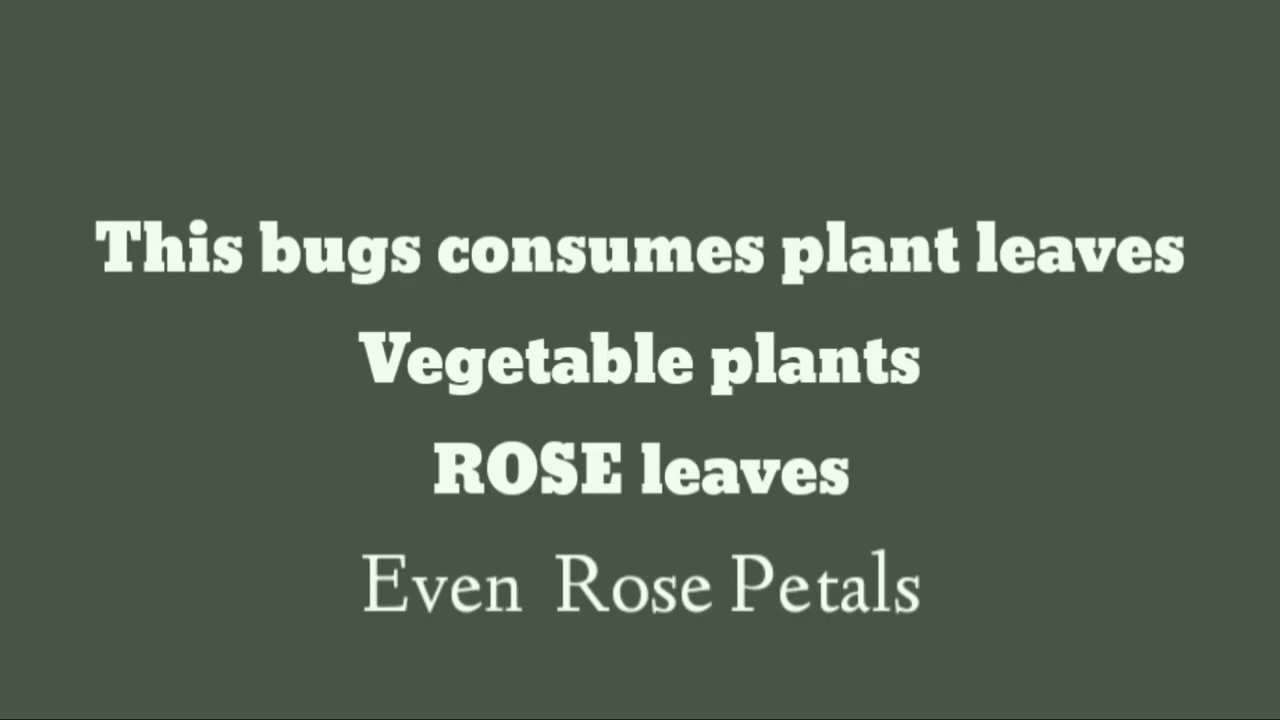 This bugs consumes plant leaves
Vegetable plants
ROSE leaves
Even Rose Petals